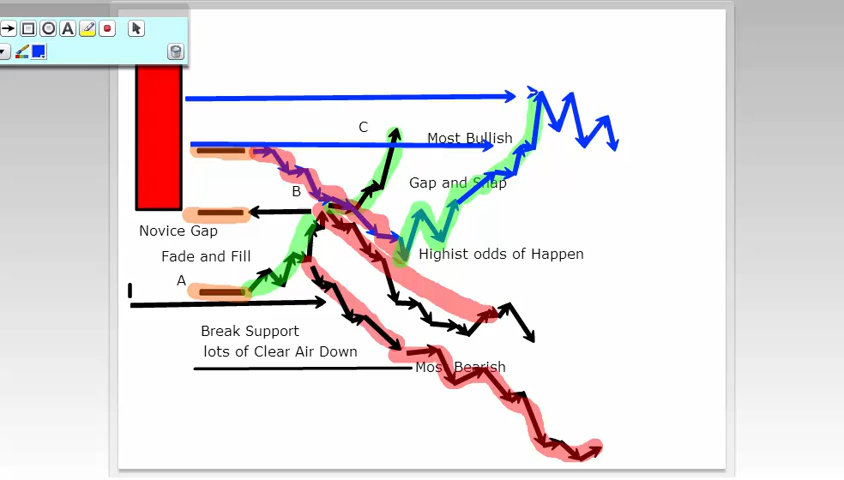 A
C
Most Bullish
Gap and Snap
B
Novice Gap
Fade and Fill
Highist odds of Happen
A
Break Support
lots of Clear Air Down
Most Bearish